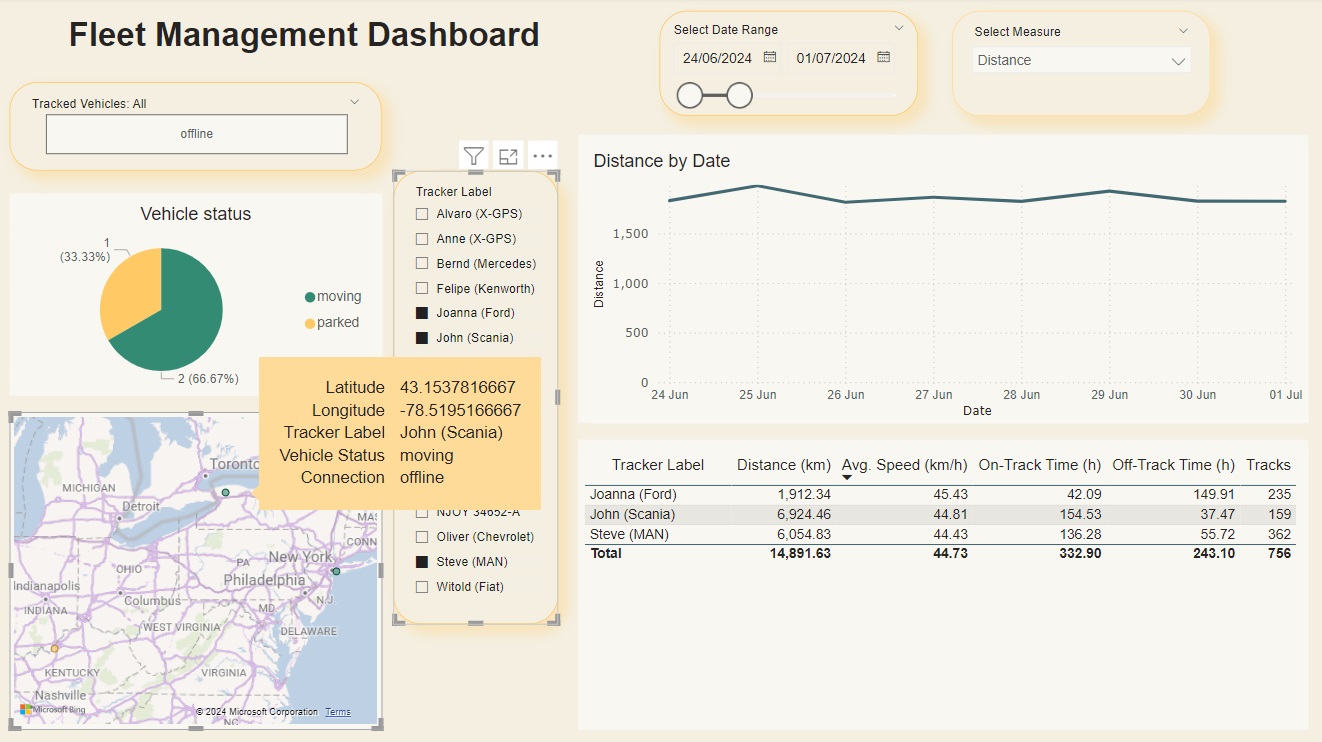 Fleet Management Dashboard
Select Date Range
24/06/2024
01/07/2024
Select Measure
Distance
Tracked Vehicles: All
offline
Vehicle status
1
(33.33%)
2 (66.67%)
moving
parked
Tracker Label
Alvaro (X-GPS)
Anne (X-GPS)
Bernd (Mercedes)
Felipe (Kenworth)
Joanna (Ford)
John (Scania)
NJOY 34652-A
Oliver (Chevrolet)
Steve (MAN)
Witold (Fiat)
Latitude 43.1537816667
Longitude -78.5195166667
Tracker Label John (Scania)
Vehicle Status moving
Connection offline
Toronto
MICHIGAN
Detroit
CONN
PA
New York
OHIO
Philadelphia
Indianapolis
Columbus
N.J.
INDIANA
MD.
WEST VIRGINIA
DELAWARE
KENTUCKY
VIRGINIA
Nashville
Microsoft Bing
© 2024 Microsoft Corporation Terms
NC
Distance by Date
Distance
1,500
1,000
500
0
24 Jun 25 Jun 26 Jun 27 Jun 28 Jun 29 Jun 30 Jun 01 Jul
Date
Tracker Label Distance (km) Avg. Speed (km/h) On-Track Time (h) Off-Track Time (h) Tracks
Joanna (Ford) 1,912.34 45.43 42.09 149.91 235
John (Scania) 6,924.46 44.81 154.53 37.47 159
Steve (MAN) 6,054.83 44.43 136.28 55.72 362
Total 14,891.63 44.73 332.90 243.10 756